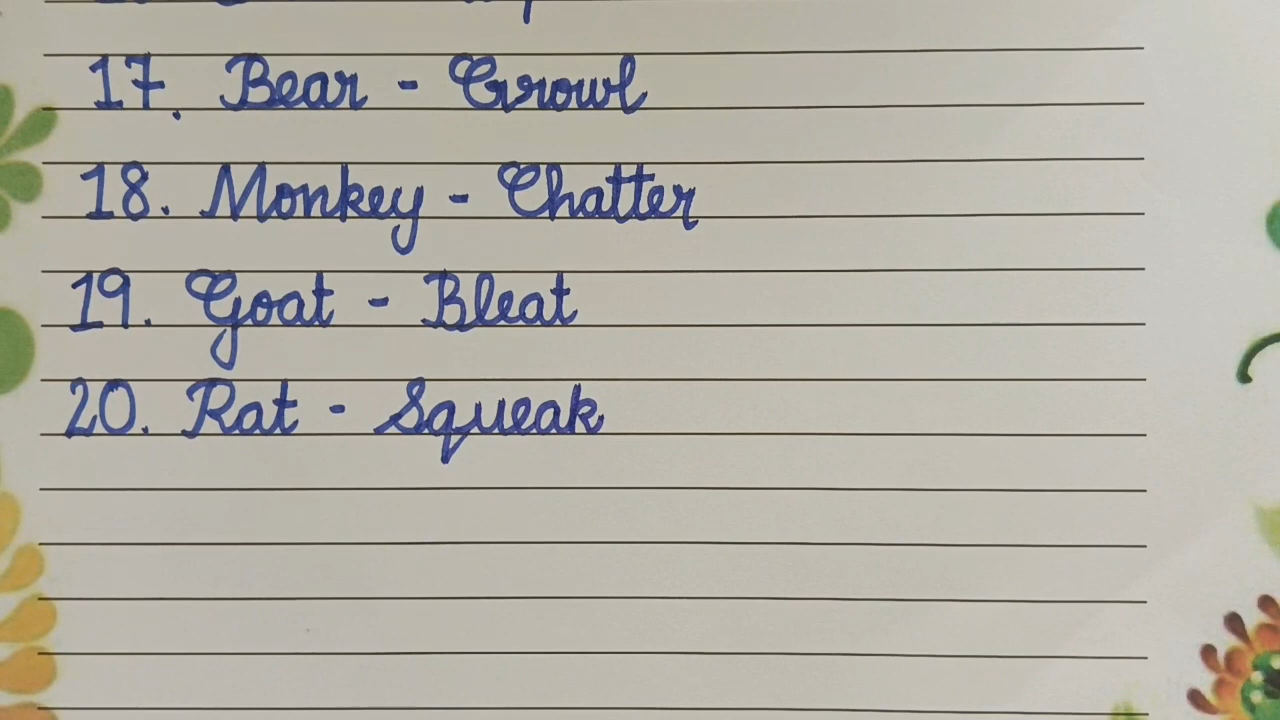 17. Bear - Growl
18. Monkey - Chatter
19. Goat - Bleat
20. Rat - Squeak